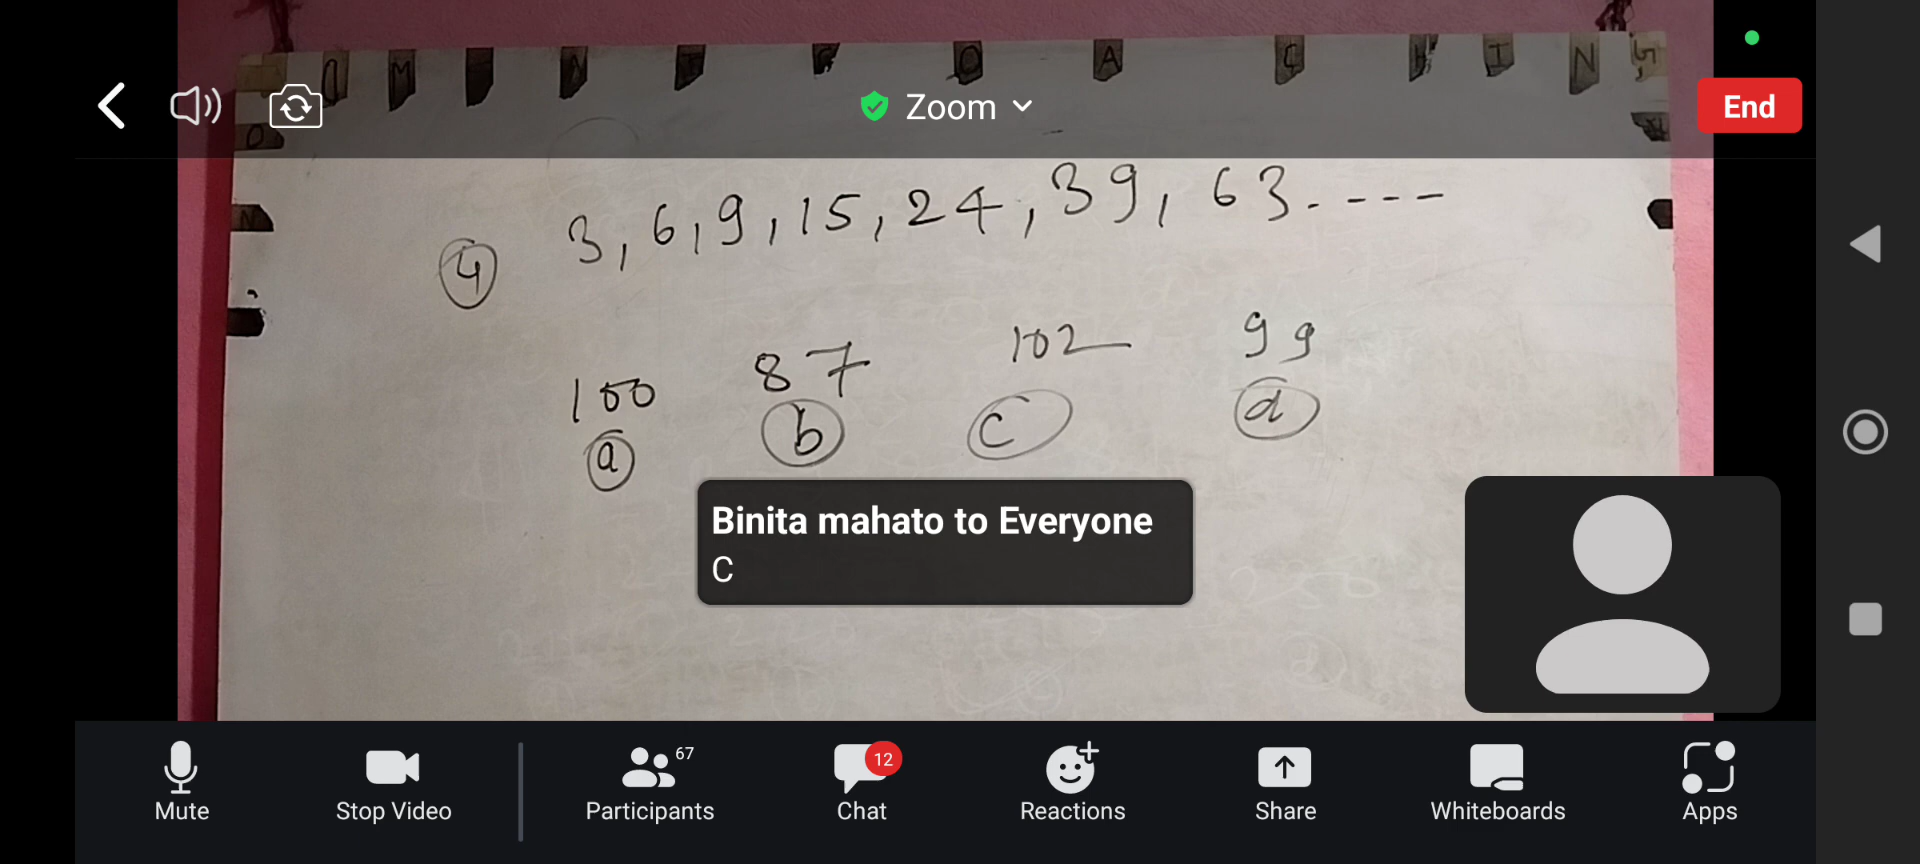 Zoom
End
④ 3, 6, 9, 15, 24, 39, 63. - - -
100 87 102 99
ⓐ ⓑ ⓒ ⓓ
Binita mahato to Everyone
C
67
12
Mute Stop Video Participants Chat Reactions Share Whiteboards Apps